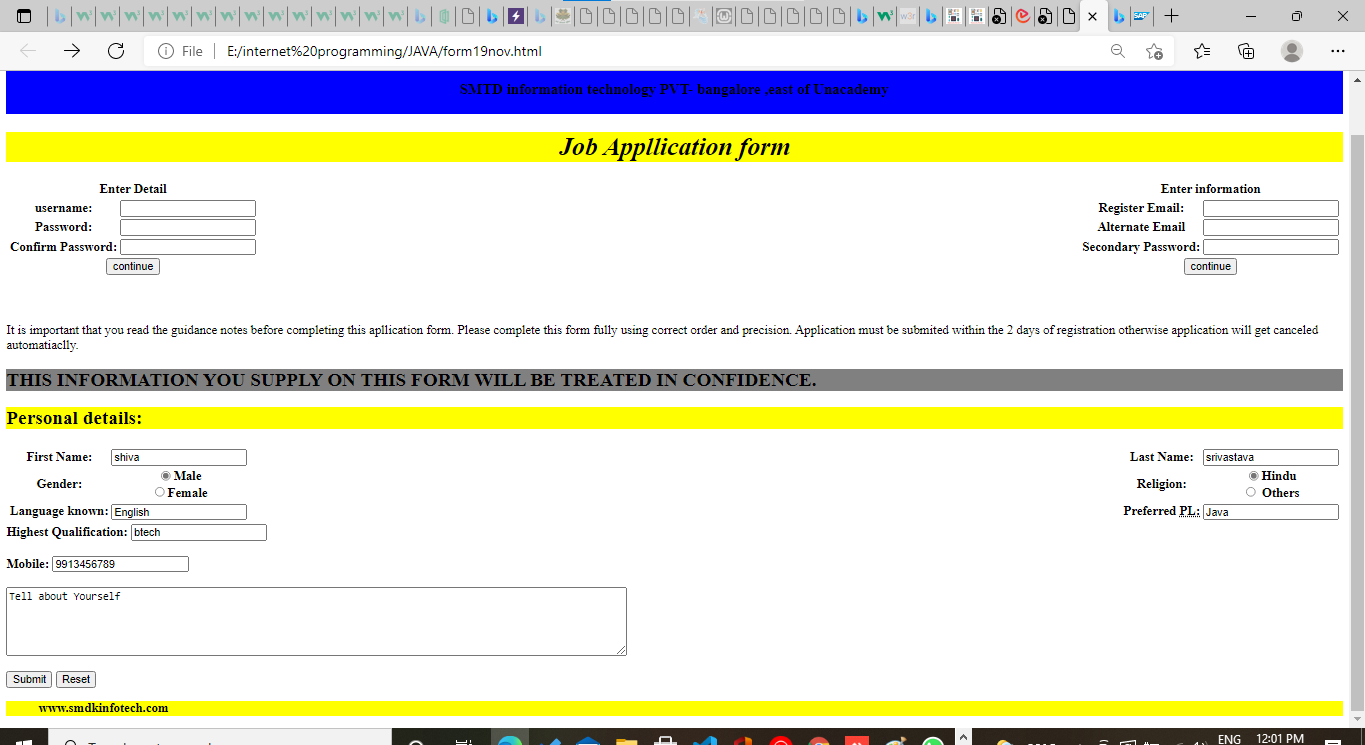 File E:/internet%20programming/JAVA/form19nov.html
SMTD information technology PVT- bangalore ,east of Unacademy
Job Appllication form
Enter Detail
username:
Password:
Confirm Password:
continue
Enter information
Register Email:
Alternate Email
Secondary Password:
continue
It is important that you read the guidance notes before completing this apllication form. Please complete this form fully using correct order and precision. Application must be submited within the 2 days of registration otherwise application will get canceled
automatiaclly.
THIS INFORMATION YOU SUPPLY ON THIS FORM WILL BE TREATED IN CONFIDENCE.
Personal details:
First Name: shiva
Gender: Male
Female
Language known: English
Last Name: srivastava
Religion: Hindu
Others
Preferred PL: Java
Highest Qualification: btech
Mobile: 9913456789
Tell about Yourself
Submit Reset
www.smdkinfotech.com
ENG 12:01 PM